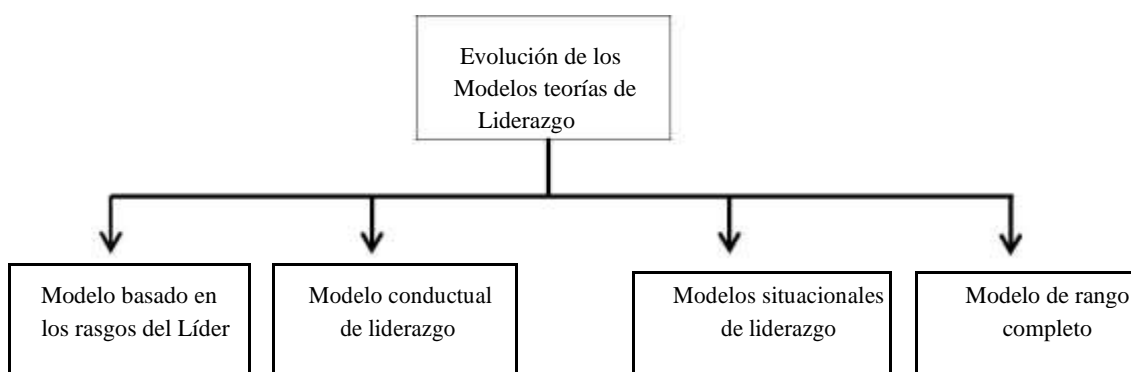 Evolución de los
Modelos teorías de
Liderazgo
Modelo basado en
los rasgos del Líder
Modelo conductual
de liderazgo
Modelos situacionales
de liderazgo
Modelo de rango
completo